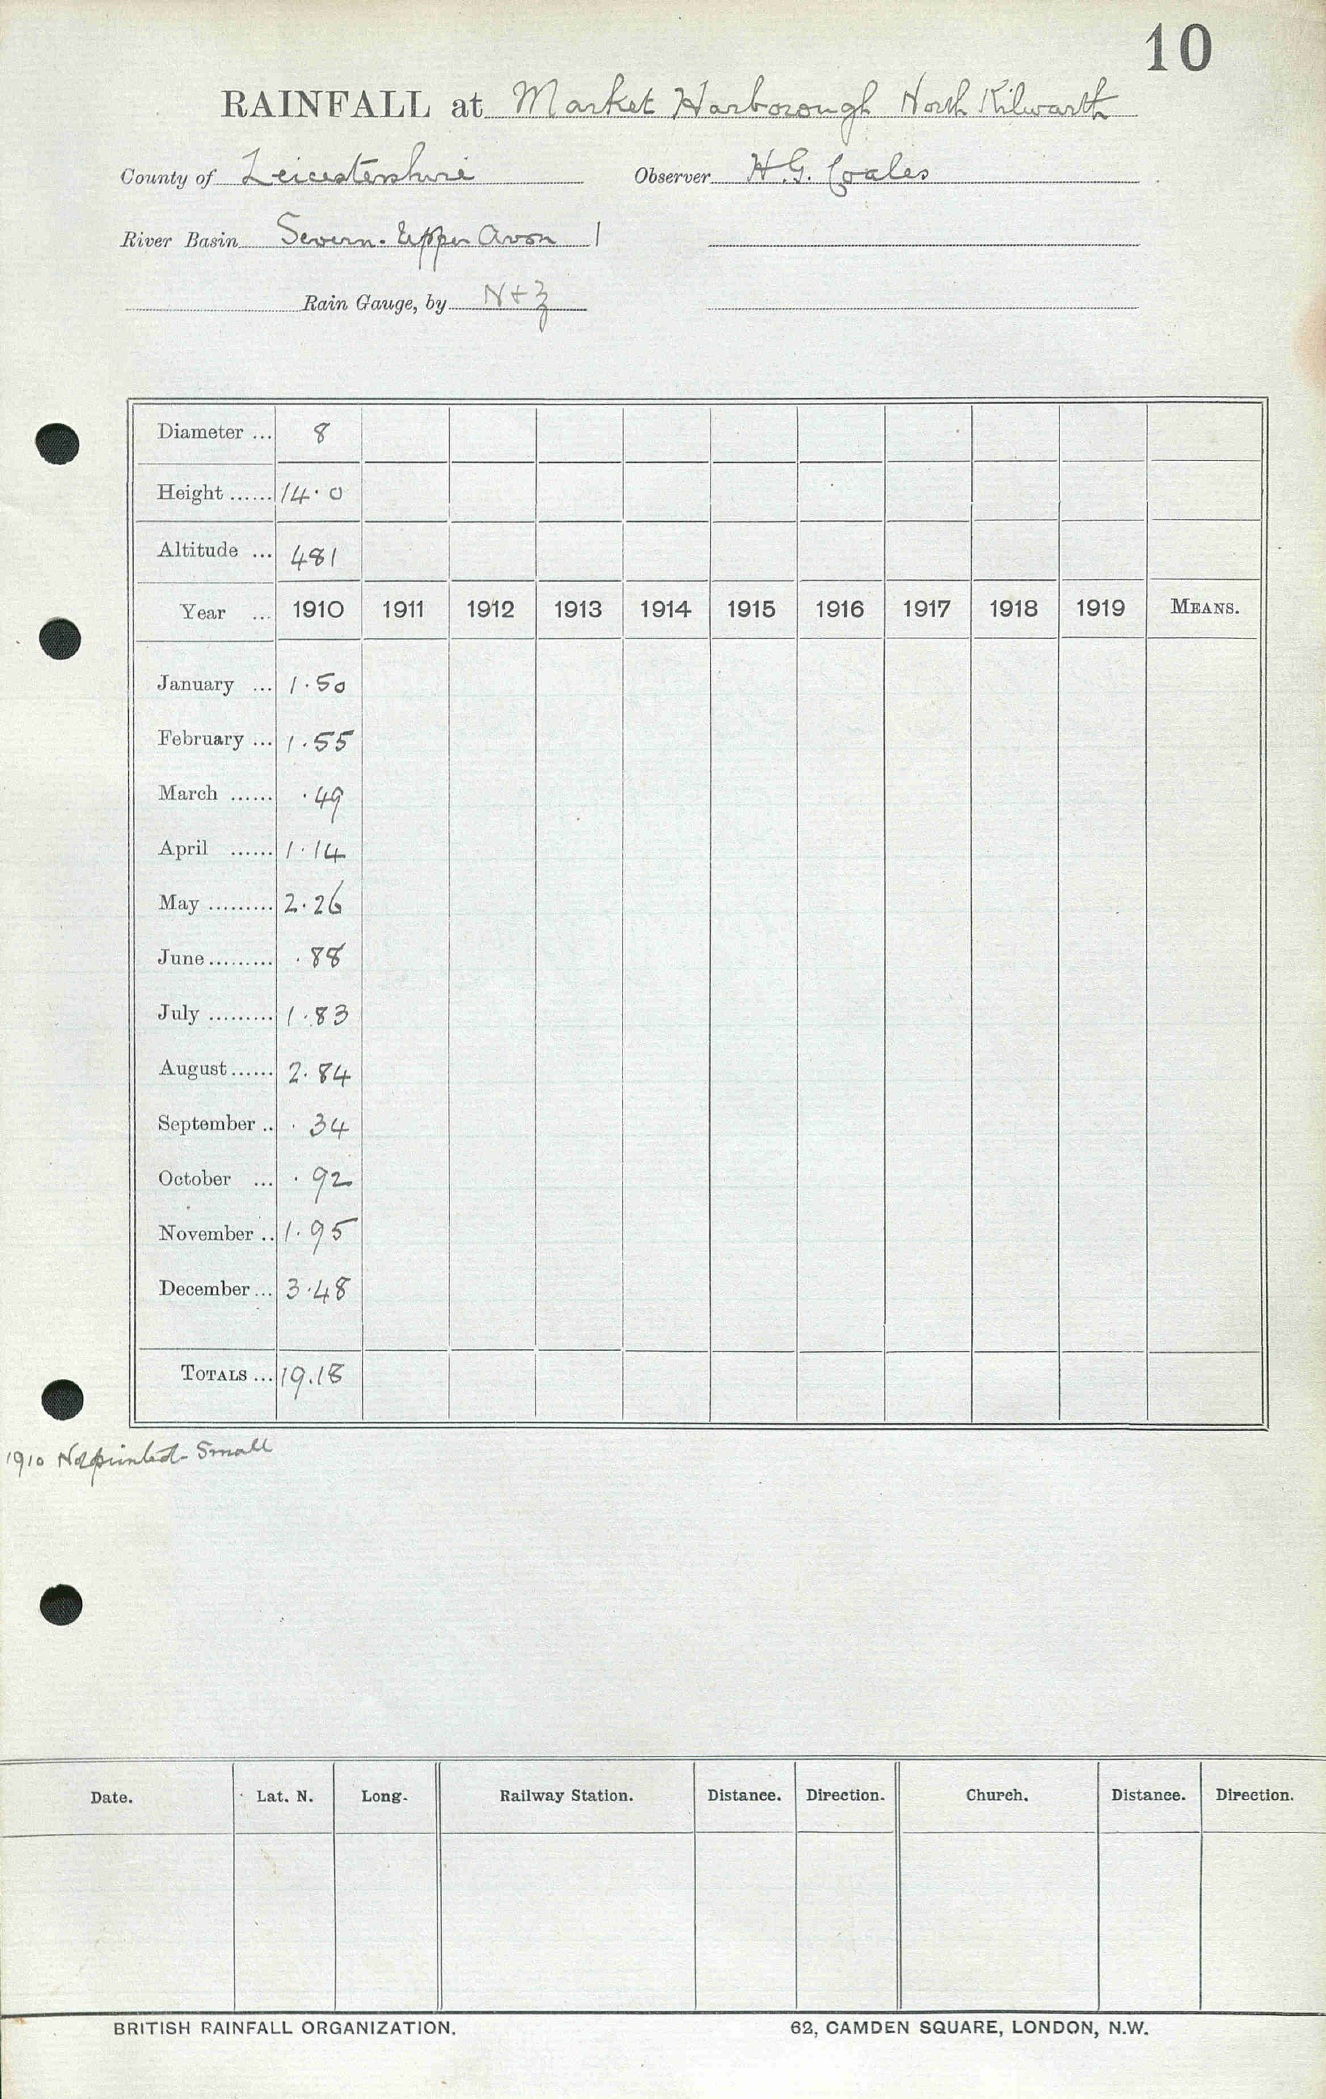 10
RAINFALL at Market Harborough North Kilworth
County of Leicestershire Observer H.G. Coales
River Basin Severn. Upper Avon 1
Rain Gauge, by N+Z
Diameter ... 8
Height ...... 14.0
Altitude ... 481
Year ... 1910 1911 1912 1913 1914 1915 1916 1917 1918 1919 MEANS.
January ... 1.50
February ... 1.55
March ...... .49
April ...... 1.14
May ......... 2.26
June ......... .88
July ......... 1.83
August ...... 2.84
September .. .34
October ... .92
November .. 1.95
December ... 3.48
TOTALS ... 19.18
1910 Not printed - Small
Date. Lat. N. Long. Railway Station. Distance. Direction. Church. Distance. Direction.
BRITISH RAINFALL ORGANIZATION. 62, CAMDEN SQUARE, LONDON, N.W.